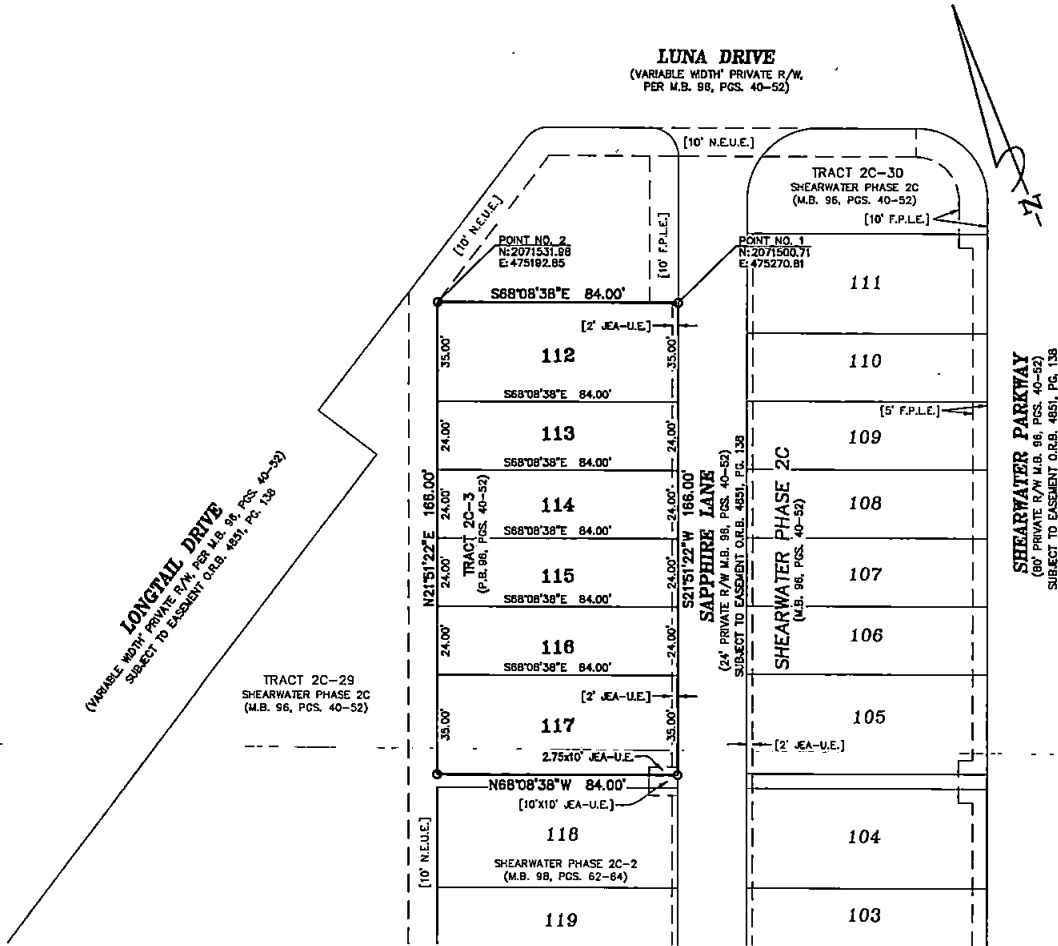 LUNA DRIVE
(VARIABLE WIDTH' PRIVATE R/W,
PER M.B. 96, PGS. 40-52)
[10' N.E.U.E.]
TRACT 2C-30
SHEARWATER PHASE 2C
(M.B. 96, PGS. 40-52)
[10' F.P.L.E.]
[10' N.E.U.E.]
[10' F.P.L.E.]
POINT NO. 2
N:2071531.98
E:475192.85
POINT NO. 1
N:2071500.71
E:475270.81
S68°08'38"E 84.00'
[2' JEA-U.E.]
111
35.00'
112
35.00'
110
S68°08'38"E 84.00'
[5' F.P.L.E.]
24.00'
113
24.00'
109
S68°08'38"E 84.00'
24.00'
114
24.00'
108
S68°08'38"E 84.00'
24.00'
115
24.00'
107
S68°08'38"E 84.00'
24.00'
116
24.00'
106
S68°08'38"E 84.00'
[2' JEA-U.E.]
35.00'
117
35.00'
105
N21°51'22"E 166.00'
TRACT 2C-3
(P.B. 96, PGS. 40-52)
S21°51'22"W 166.00'
SAPPHIRE LANE
(24' PRIVATE R/W M.B. 96, PGS. 40-52)
SUBJECT TO EASEMENT O.R.B. 4851, PG. 138
SHEARWATER PHASE 2C
(M.B. 96, PGS. 40-52)
SHEARWATER PARKWAY
(80' PRIVATE R/W M.B. 96, PGS. 40-52)
SUBJECT TO EASEMENT O.R.B. 4851, PG. 138
LONGTAIL DRIVE
(VARIABLE WIDTH' PRIVATE R/W, PER M.B. 96, PGS. 40-52)
SUBJECT TO EASEMENT O.R.B. 4851, PG. 138
TRACT 2C-29
SHEARWATER PHASE 2C
(M.B. 96, PGS. 40-52)
[2' JEA-U.E.]
2.75x10' JEA-U.E.
N68°08'38"W 84.00'
[10'X10' JEA-U.E.]
[10' N.E.U.E.]
118
SHEARWATER PHASE 2C-2
(M.B. 98, PGS. 62-64)
104
119
103
N